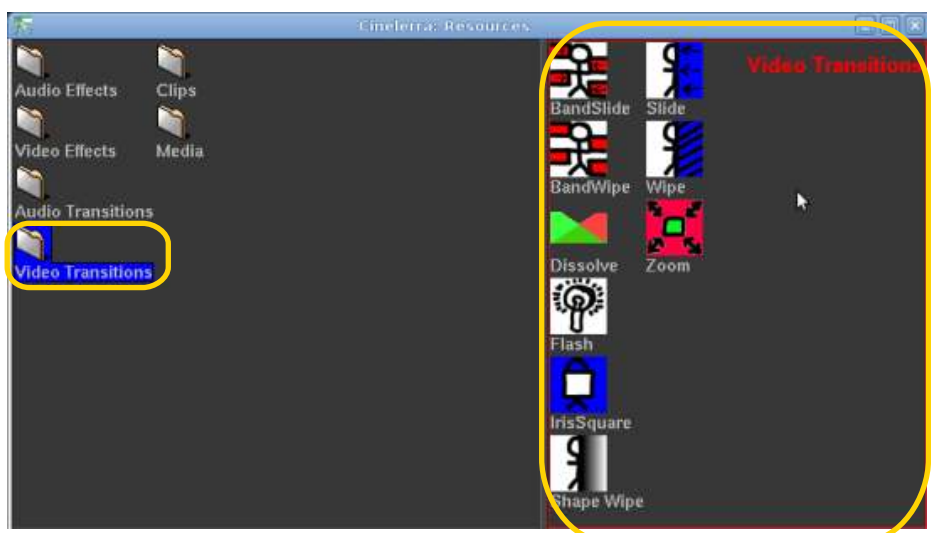 Cinelerra: Resources
Audio Effects
Clips
Video Effects
Media
Audio Transitions
Video Transitions
Video Transitions
BandSlide
Slide
BandWipe
Wipe
Dissolve
Zoom
Flash
IrisSquare
Shape Wipe